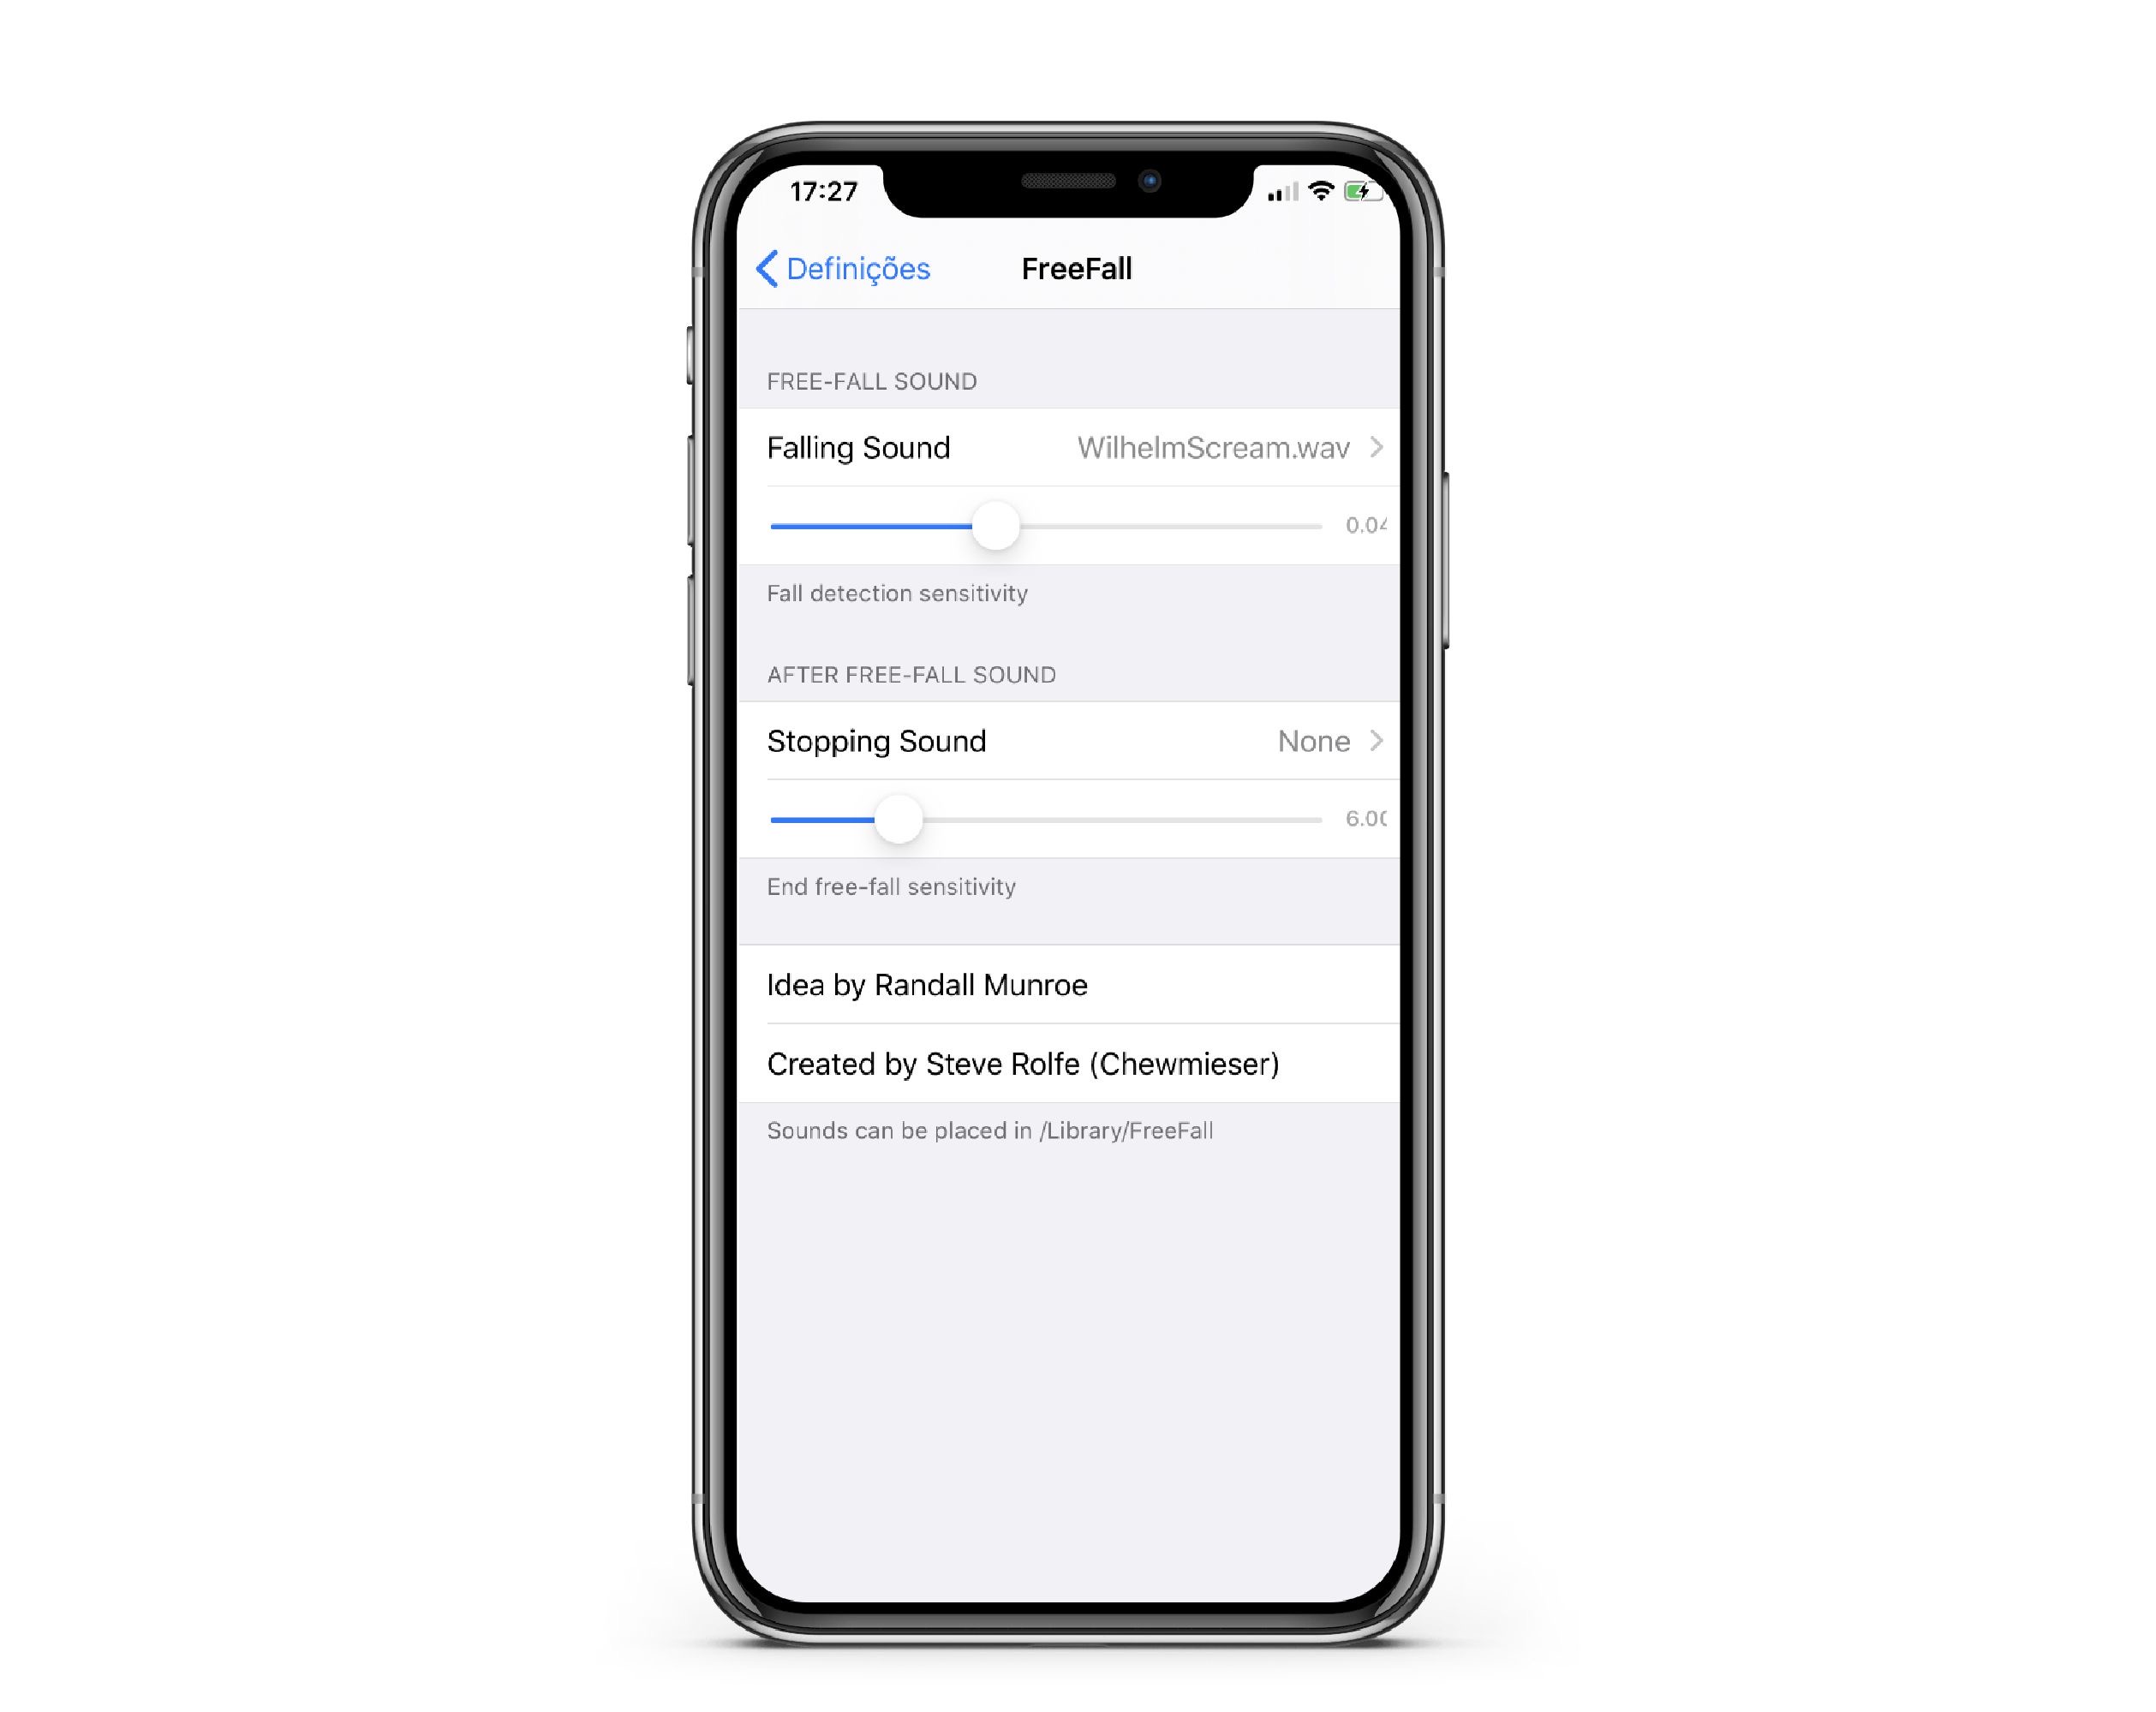 17:27
Definições FreeFall
FREE-FALL SOUND
Falling Sound WilhelmScream.wav
0.04
Fall detection sensitivity
AFTER FREE-FALL SOUND
Stopping Sound None
6.00
End free-fall sensitivity
Idea by Randall Munroe
Created by Steve Rolfe (Chewmieser)
Sounds can be placed in /Library/FreeFall